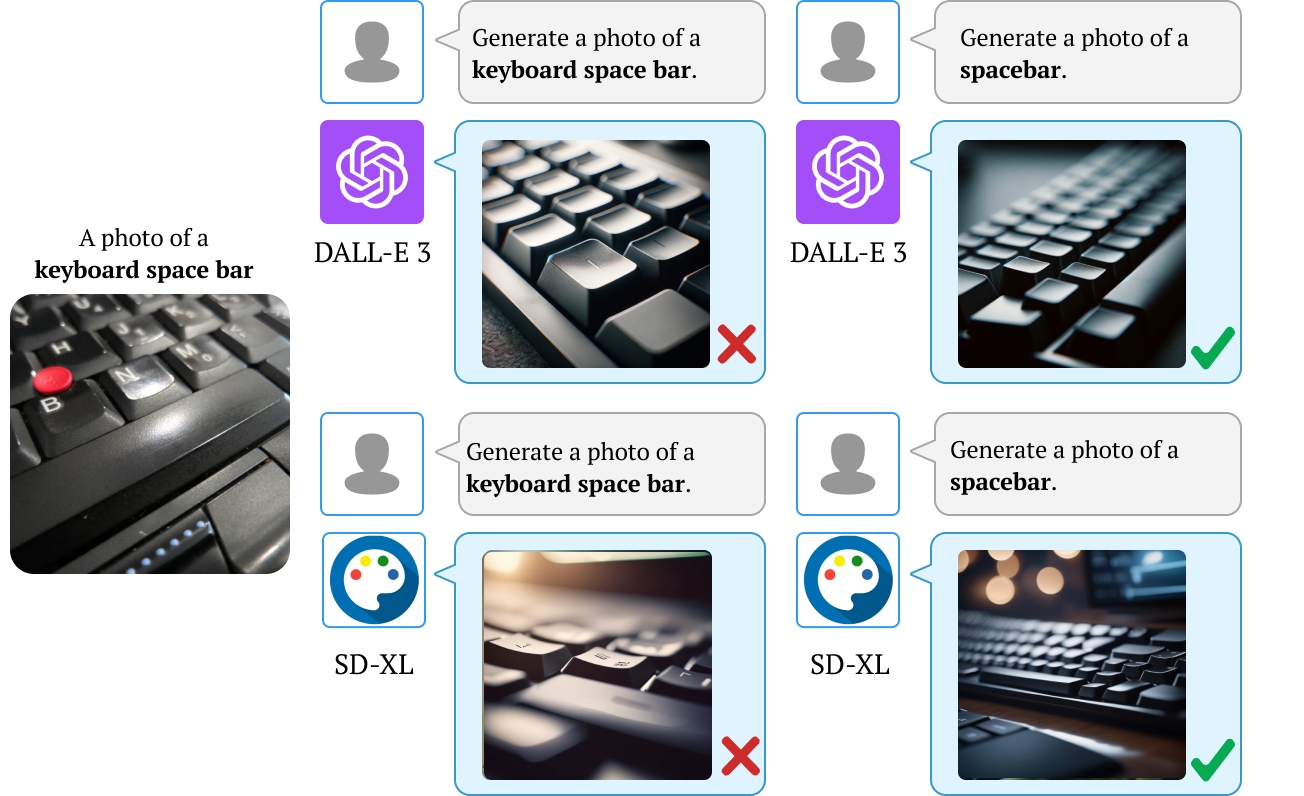 A photo of a
keyboard space bar
H
J
K
B
N
M
Generate a photo of a
keyboard space bar.
DALL-E 3
Generate a photo of a
spacebar.
DALL-E 3
Generate a photo of a
keyboard space bar.
SD-XL
Generate a photo of a
spacebar.
SD-XL